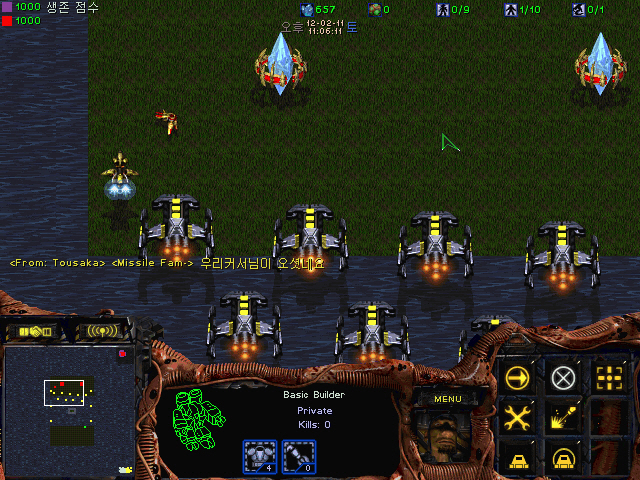 1000 생존 점수
1000
657
0
0/9
1/10
0/1
오후 12-02-11 토
11:06:11
<From: Tousaka> <Missile Fam-> 우리커서님이 오셧네요
Basic Builder
Private
Kills: 0
4
0
MENU